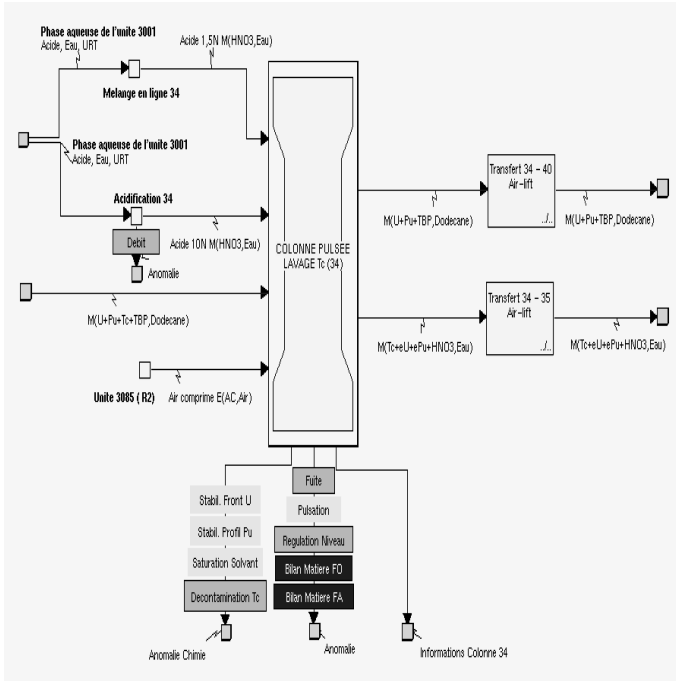 Phase aqueuse de l'unite 3001
Acide, Eau, URT
Acide 1,5N M(HNO3,Eau)
Melange en ligne 34
Phase aqueuse de l'unite 3001
Acide, Eau, URT
Acidification 34
Debit
Acide 10N M(HNO3,Eau)
Anomalie
M(U+Pu+Tc+TBP,Dodecane)
Unite 3085 ( R2)
Air comprime E(AC,Air)
COLONNE PULSEE
LAVAGE Tc (34)
Transfert 34 - 40
Air-lift
../..
M(U+Pu+TBP,Dodecane)
M(U+Pu+TBP,Dodecane)
Transfert 34 - 35
Air-lift
../..
M(Tc+eU+ePu+HNO3,Eau)
M(Tc+eU+ePu+HNO3,Eau)
Stabil. Front U
Stabil. Profil Pu
Saturation Solvant
Decontamination Tc
Anomalie Chimie
Fuite
Pulsation
Regulation Niveau
Bilan Matiere FO
Bilan Matiere FA
Anomalie
Informations Colonne 34